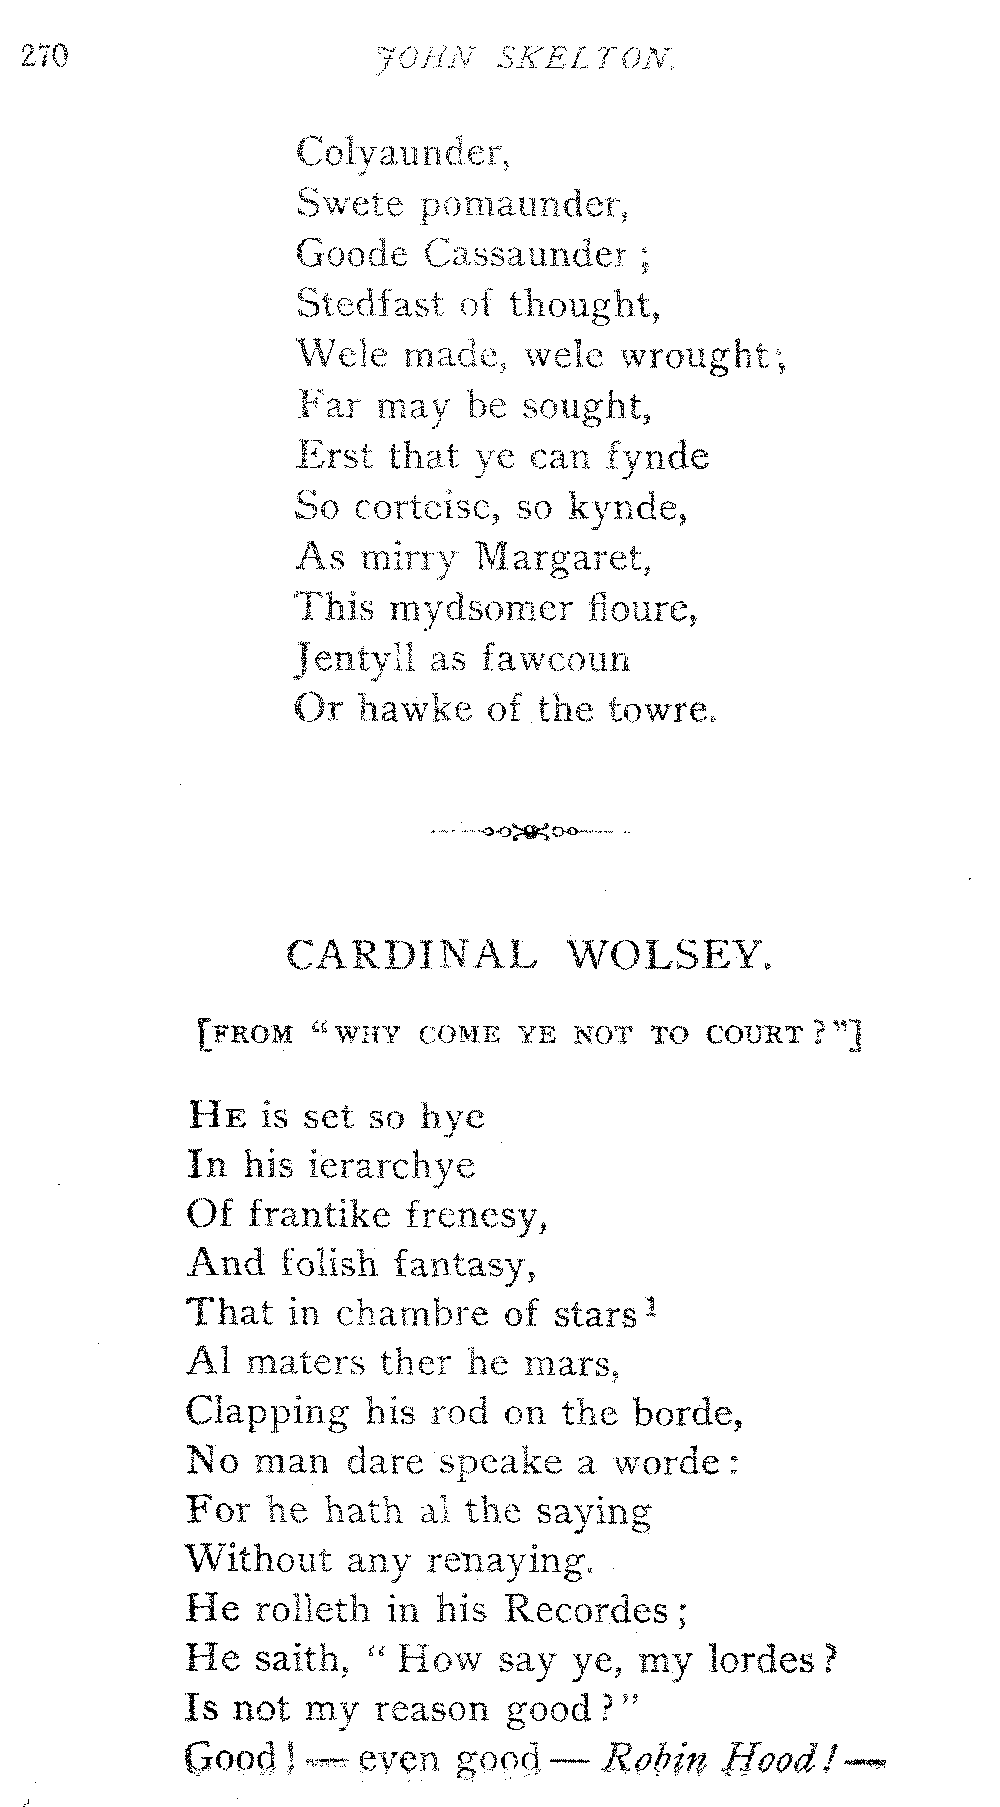 270 JOHN SKELTON.
Colyaunder,
Swete pomaunder,
Goode Cassaunder ;
Stedfast of thought,
Wele made, wele wrought;
Far may be sought,
Erst that ye can fynde
So corteise, so kynde,
As mirry Margaret,
This mydsomer floure,
Jentyll as fawcoun
Or hawke of the towre.
CARDINAL WOLSEY.
[FROM “WHY COME YE NOT TO COURT?”]
HE is set so hye
In his ierarchye
Of frantike frenesy,
And folish fantasy,
That in chambre of stars¹
Al maters ther he mars,
Clapping his rod on the borde,
No man dare speake a worde:
For he hath al the saying
Without any renaying.
He rolleth in his Recordes;
He saith, “How say ye, my lordes?
Is not my reason good?”
Good!—even good—Robin Hood!—